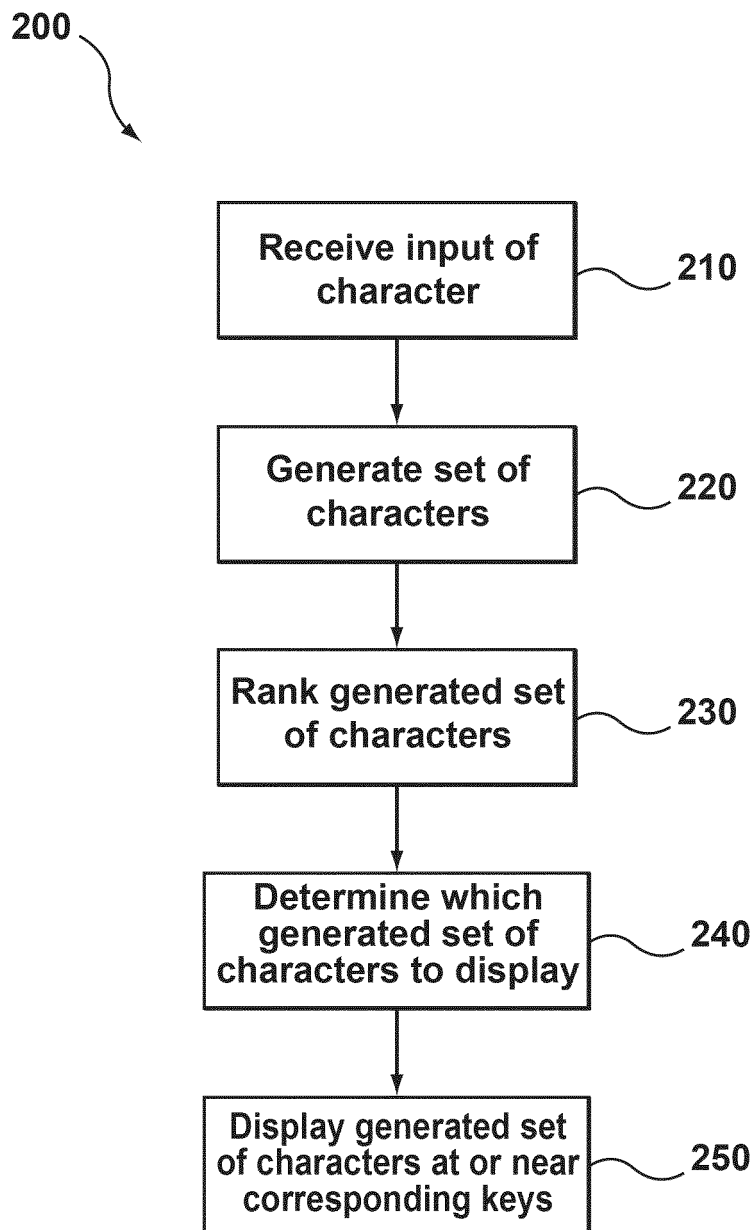 200
Receive input of
character
210
Generate set of
characters
220
Rank generated set
of characters
230
Determine which
generated set of
characters to display
240
Display generated set
of characters at or near
corresponding keys
250